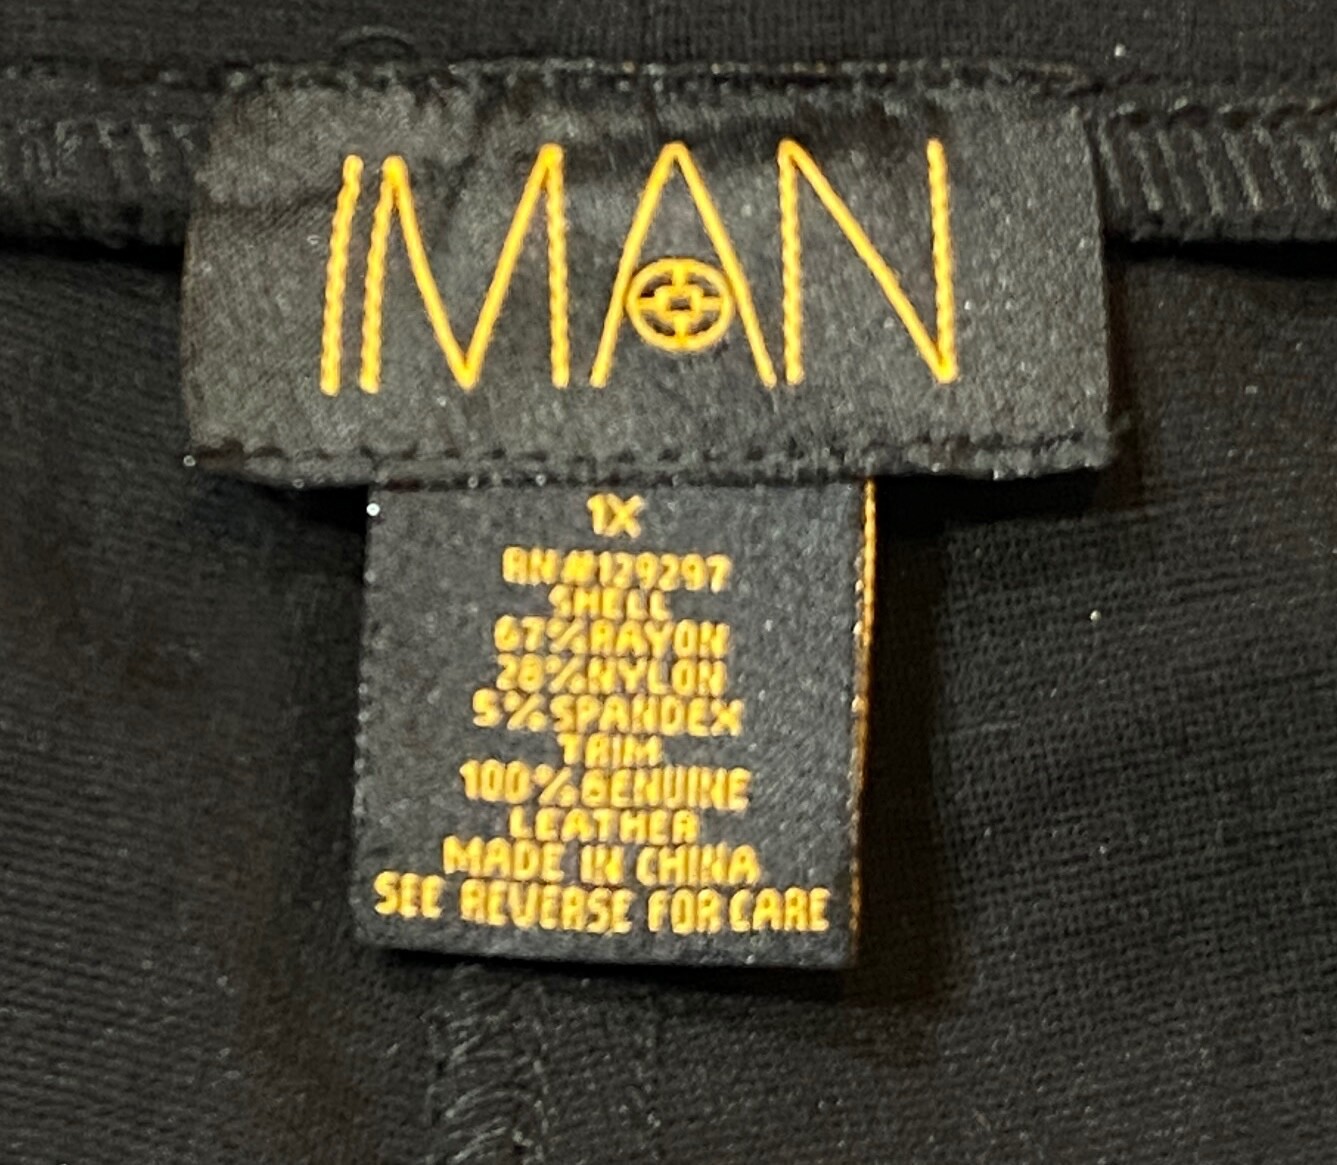 IMAN
1X
RN#129297
SHELL
67%RAYON
28%NYLON
5%SPANDEX
TRIM
100%GENUINE
LEATHER
MADE IN CHINA
SEE REVERSE FOR CARE